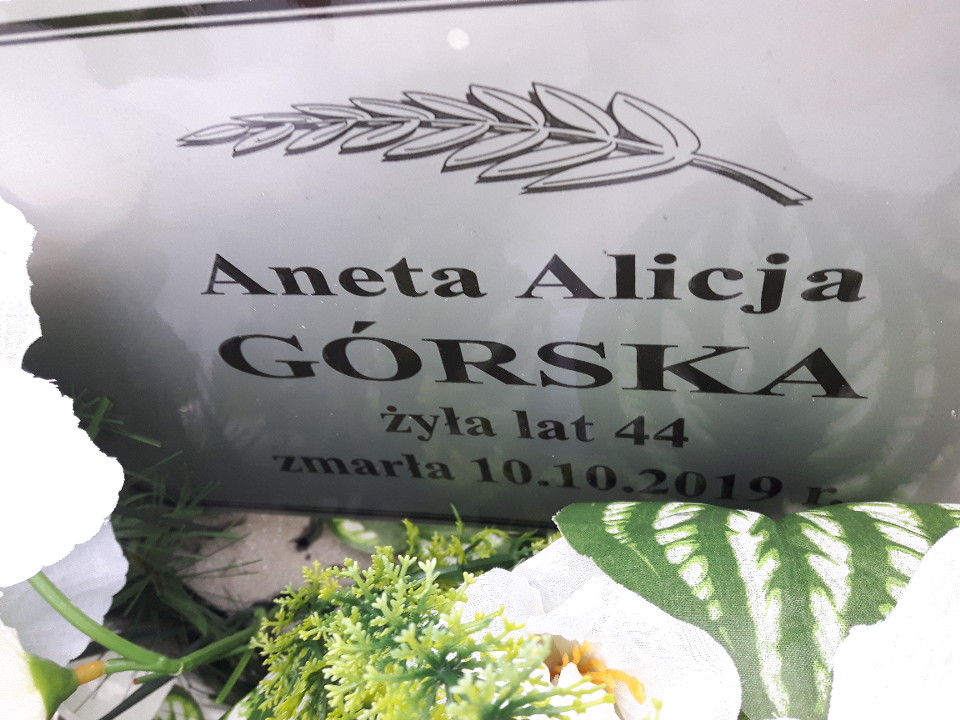 Aneta Alicja
GÓRSKA
żyła lat 44
zmarła 10.10.2019 r.